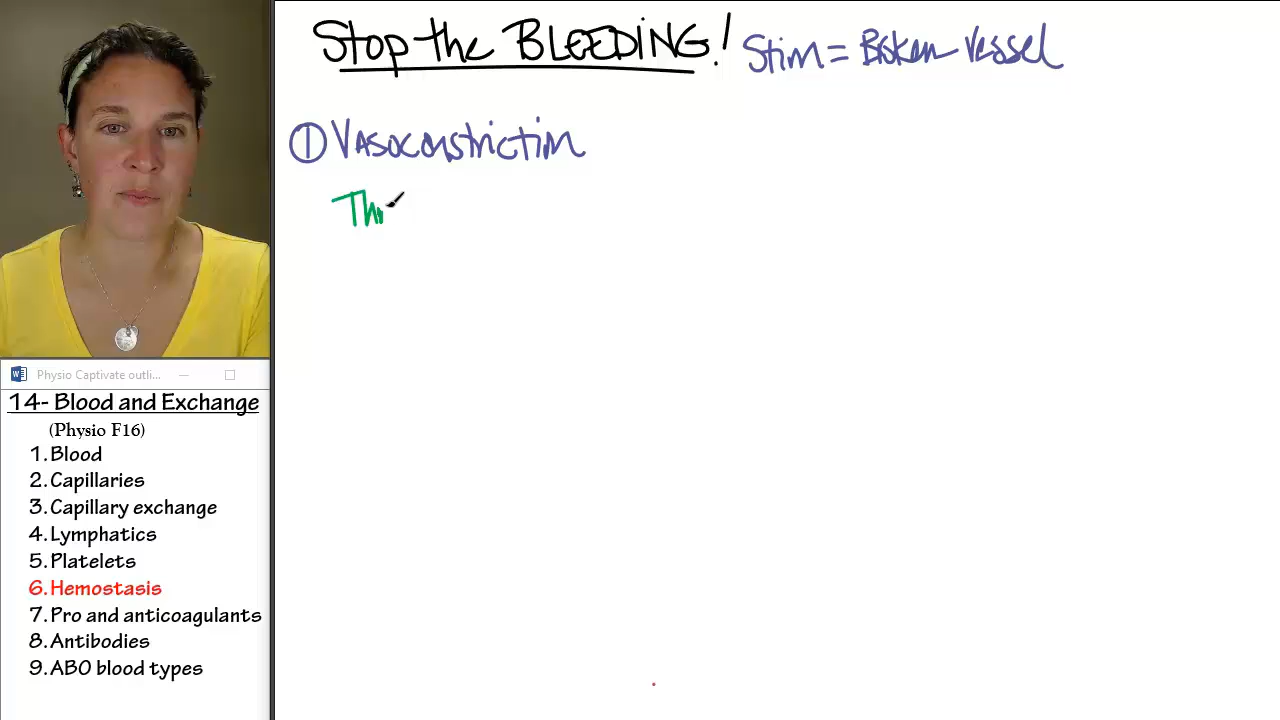 Stop the BLEEDING! Stim = Broken Vessel
① Vasoconstriction
Physio Captivate outli...
14- Blood and Exchange
(Physio F16)
1. Blood
2. Capillaries
3. Capillary exchange
4. Lymphatics
5. Platelets
6. Hemostasis
7. Pro and anticoagulants
8. Antibodies
9. ABO blood types